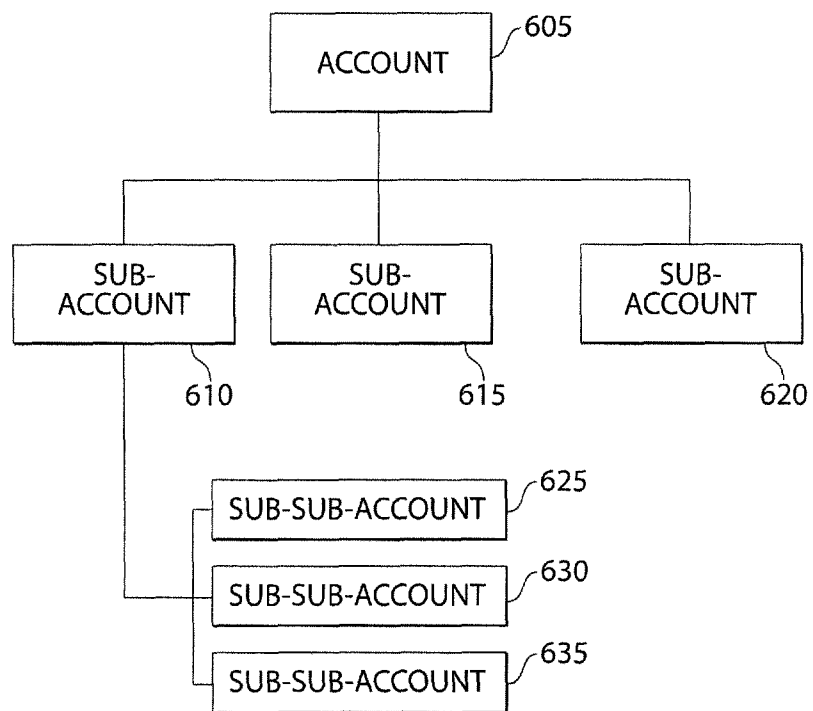 605
ACCOUNT
SUB-
ACCOUNT
SUB-
ACCOUNT
SUB-
ACCOUNT
610
615
620
625
SUB-SUB-ACCOUNT
630
SUB-SUB-ACCOUNT
635
SUB-SUB-ACCOUNT